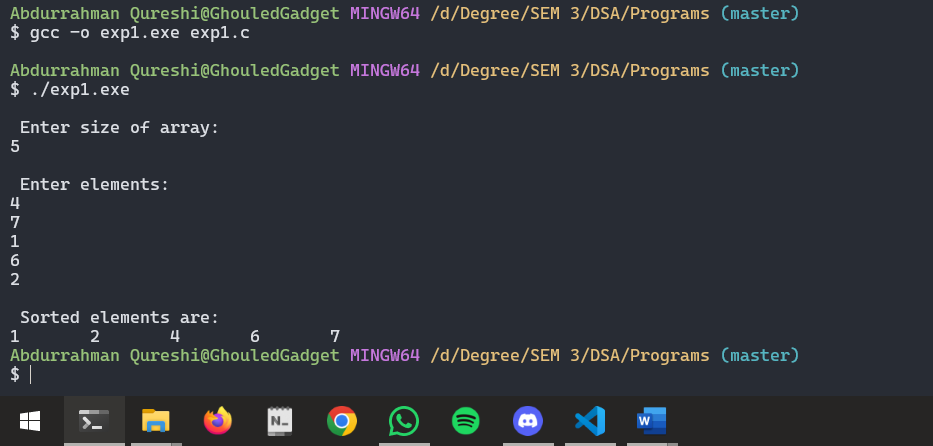 Abdurrahman Qureshi@GhouledGadget MINGW64 /d/Degree/SEM 3/DSA/Programs (master)
$ gcc -o exp1.exe exp1.c
Abdurrahman Qureshi@GhouledGadget MINGW64 /d/Degree/SEM 3/DSA/Programs (master)
$ ./exp1.exe
Enter size of array:
5
Enter elements:
4
7
1
6
2
Sorted elements are:
1       2       4       6       7
Abdurrahman Qureshi@GhouledGadget MINGW64 /d/Degree/SEM 3/DSA/Programs (master)
$
N_
W